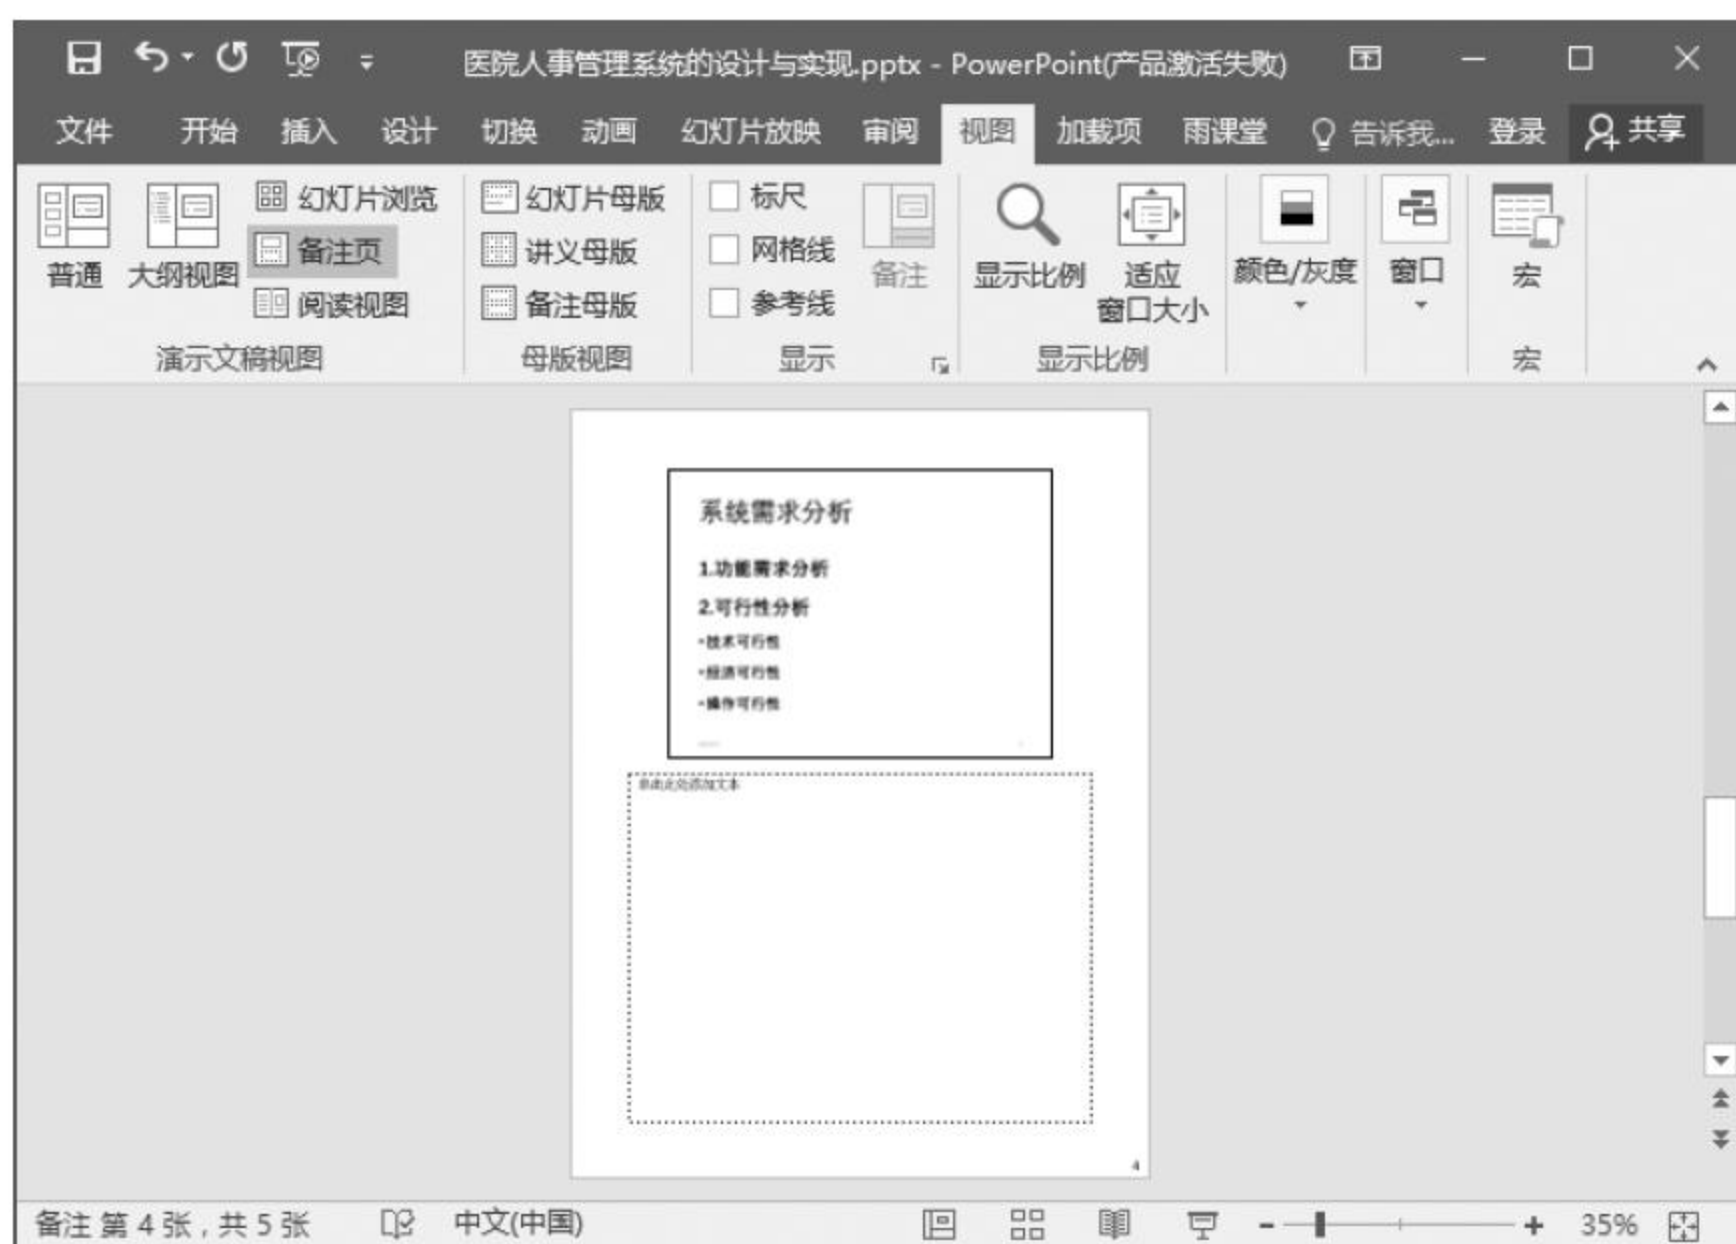 医院人事管理系统的设计与实现.pptx - PowerPoint(产品激活失败)
文件 开始 插入 设计 切换 动画 幻灯片放映 审阅 视图 加载项 雨课堂 告诉我... 登录 共享
普通 大纲视图 幻灯片浏览 备注页 阅读视图
演示文稿视图
幻灯片母版 讲义母版 备注母版
母版视图
标尺 网格线 参考线 备注
显示
显示比例 适应窗口大小
显示比例
颜色/灰度 窗口 宏
宏
系统需求分析
1.功能需求分析
2.可行性分析
•技术可行性
•经济可行性
•操作可行性
单击此处添加文本
4
备注 第 4 张，共 5 张 中文(中国) 35%